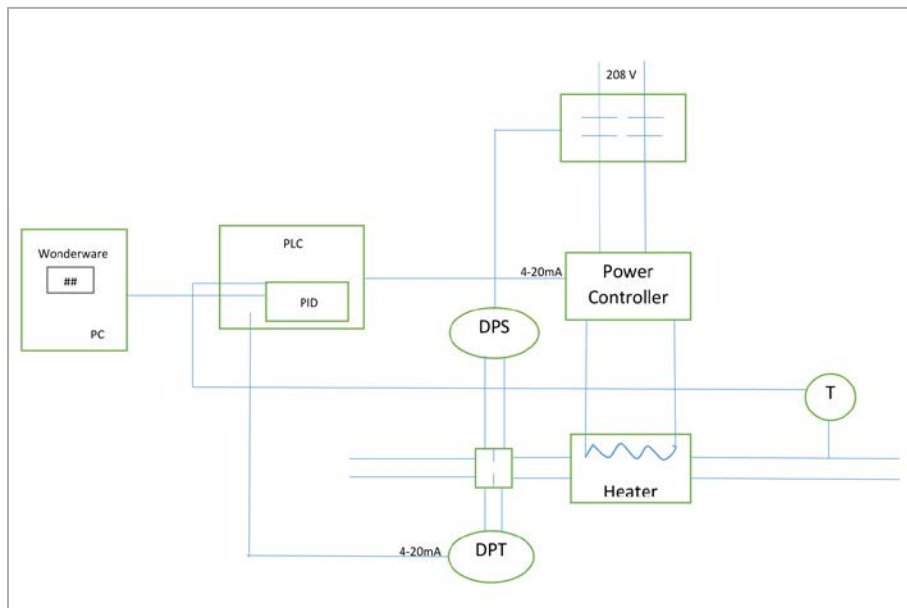 208 V
Wonderware
##
PC
PLC
PID
4-20mA
Power
Controller
DPS
T
Heater
4-20mA
DPT